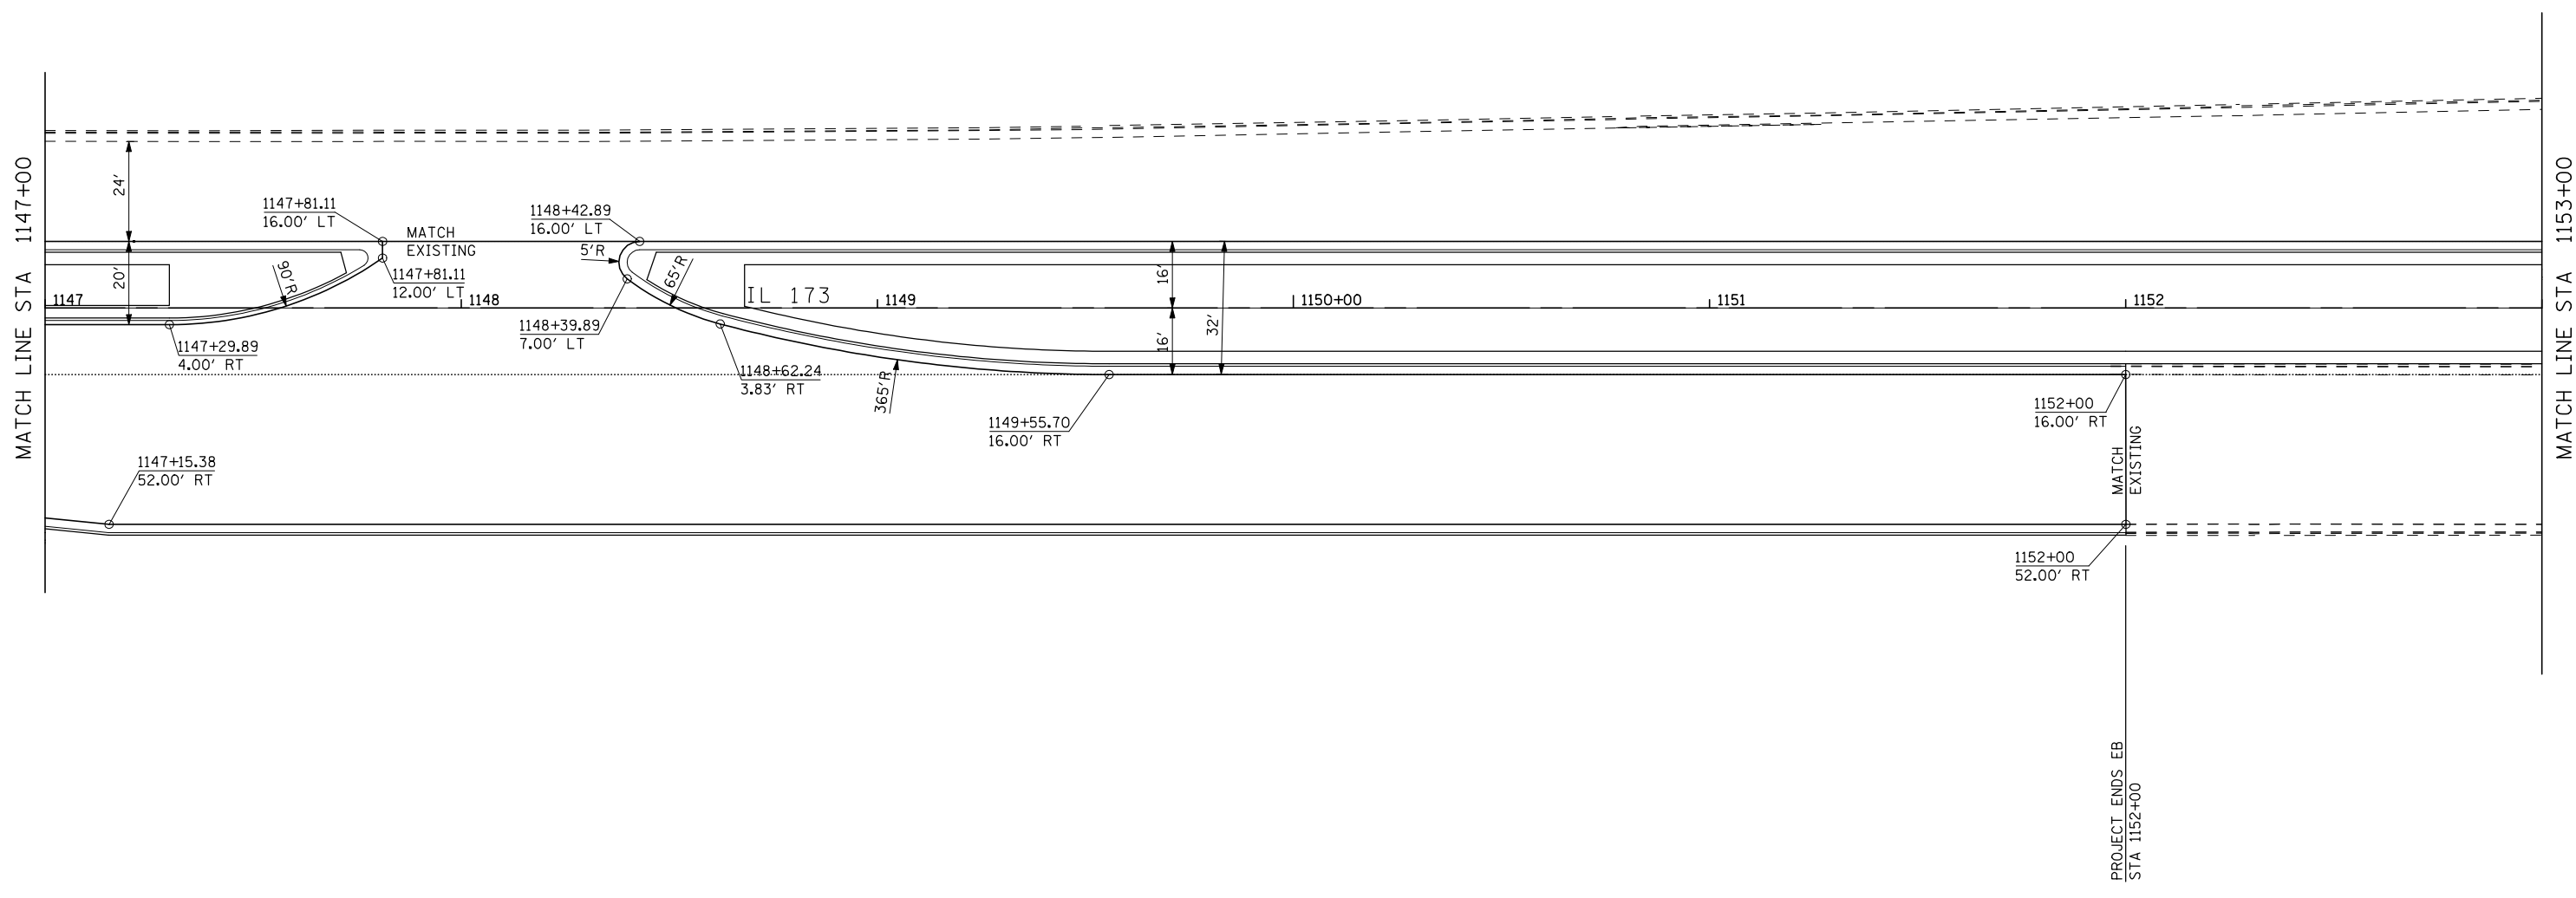 MATCH LINE STA 1147+00
24'
20'
1147
1147+81.11
16.00' LT
MATCH
EXISTING
1147+81.11
12.00' LT
90'R
1147+29.89
4.00' RT
1147+15.38
52.00' RT
1148
1148+42.89
16.00' LT
5'R
65'R
1148+39.89
7.00' LT
IL 173
1148+62.24
3.83' RT
365'R
1149
1149+55.70
16.00' RT
16'
16'
32'
1150+00
1151
1152
1152+00
16.00' RT
MATCH
EXISTING
1152+00
52.00' RT
PROJECT ENDS EB
STA 1152+00
MATCH LINE STA 1153+00